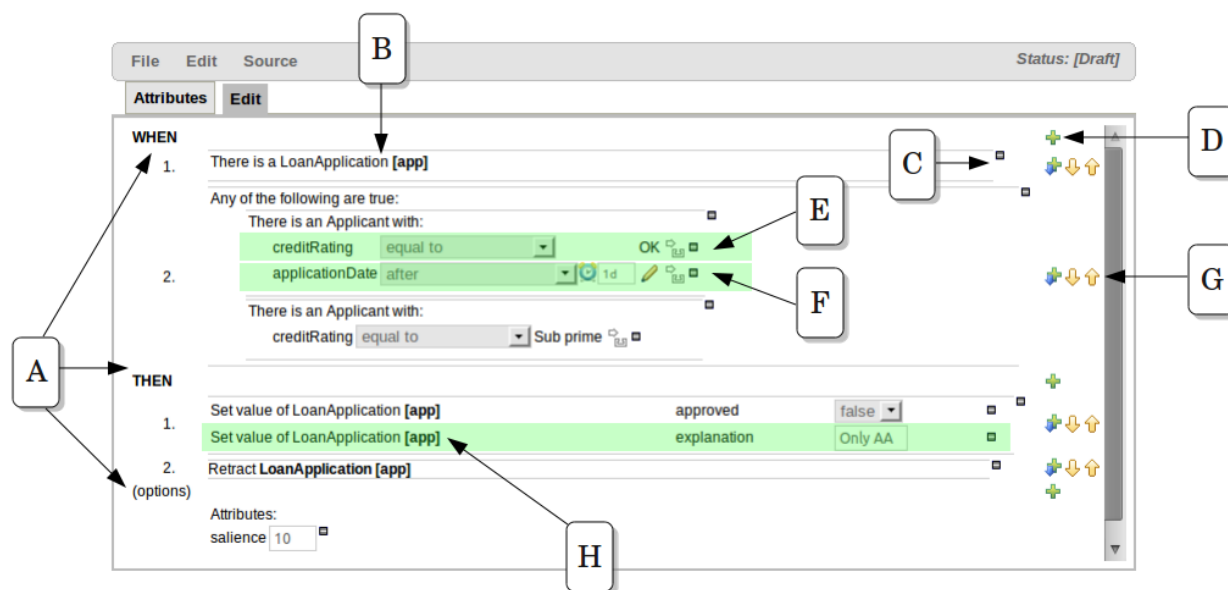 B
File Edit Source
Status: [Draft]
Attributes Edit
WHEN
D
1. There is a LoanApplication [app]
C
Any of the following are true:
There is an Applicant with:
E
creditRating equal to OK
2. applicationDate after 1d
G
F
There is an Applicant with:
creditRating equal to Sub prime
A
THEN
1. Set value of LoanApplication [app] approved false
Set value of LoanApplication [app] explanation Only AA
2. Retract LoanApplication [app]
(options)
Attributes:
salience 10
H